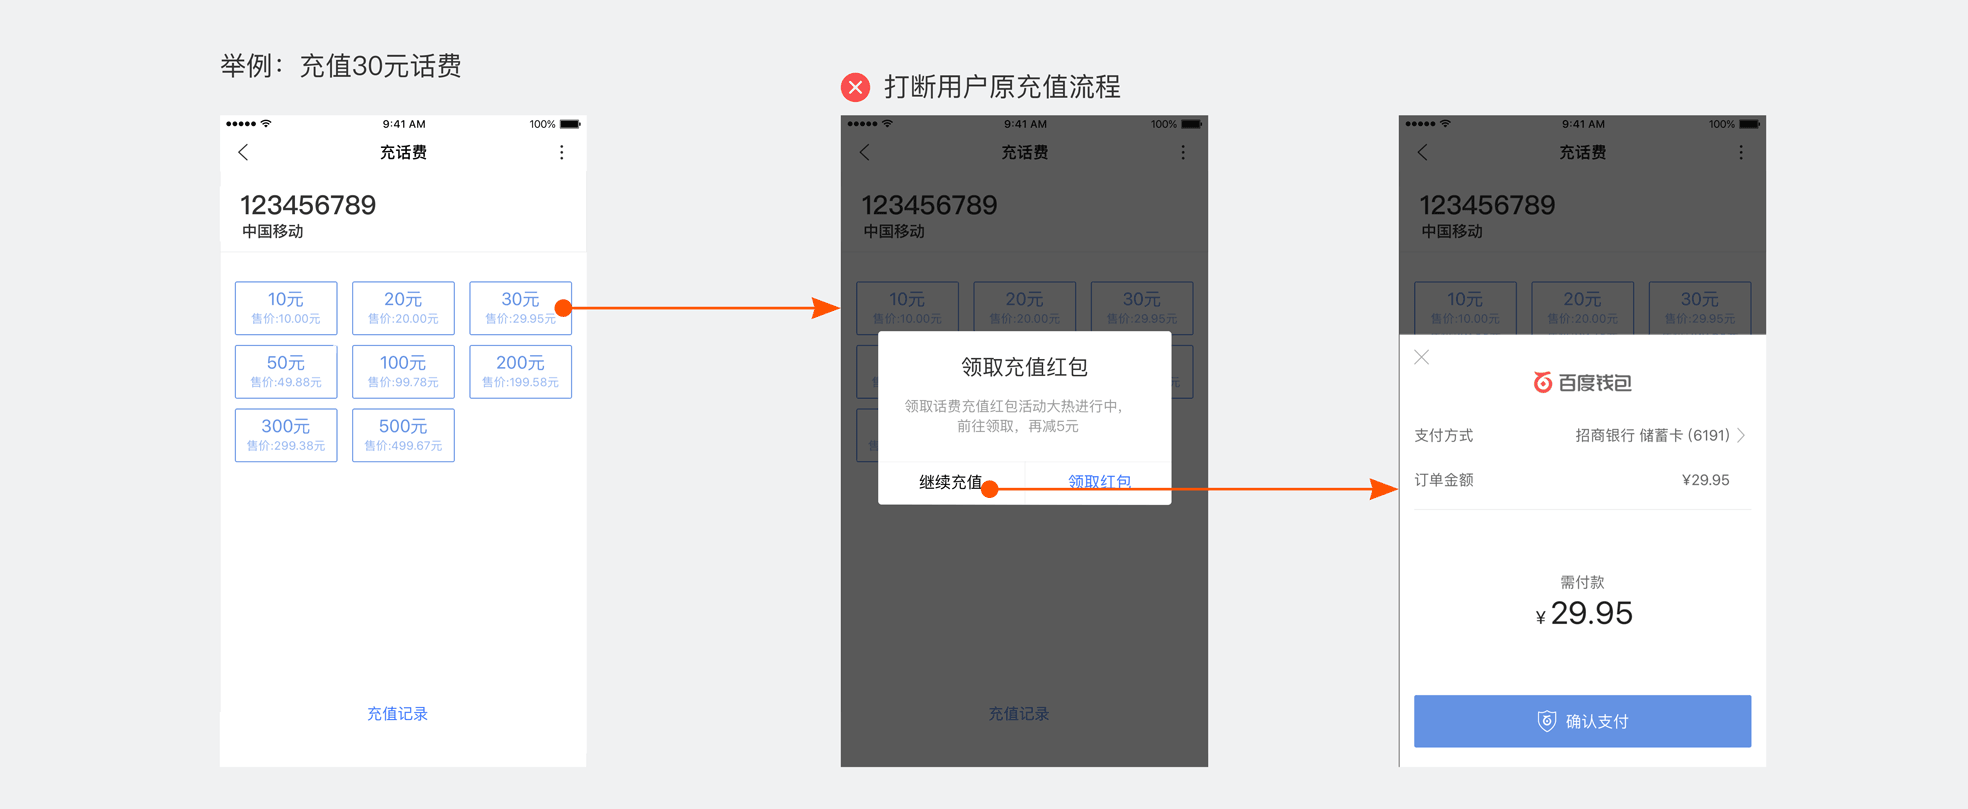 举例：充值30元话费
9:41 AM
100%
充话费
123456789
中国移动
10元
售价:10.00元
20元
售价:20.00元
30元
售价:29.95元
50元
售价:49.88元
100元
售价:99.78元
200元
售价:199.58元
300元
售价:299.38元
500元
售价:499.67元
充值记录
打断用户原充值流程
9:41 AM
100%
充话费
123456789
中国移动
10元
售价:10.00元
20元
售价:20.00元
30元
售价:29.95元
领取充值红包
领取话费充值红包活动大热进行中，
前往领取，再减5元
继续充值
领取红包
充值记录
9:41 AM
100%
充话费
123456789
中国移动
10元
售价:10.00元
20元
售价:20.00元
30元
售价:29.95元
百度钱包
支付方式
招商银行 储蓄卡 (6191)
订单金额
¥29.95
需付款
¥29.95
确认支付